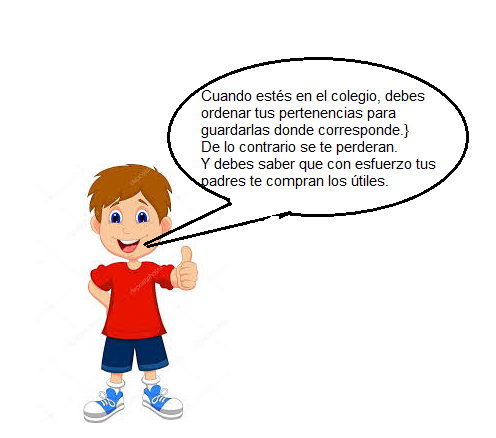 Cuando estés en el colegio, debes
ordenar tus pertenencias para
guardarlas donde corresponde.}
De lo contrario se te perderan.
Y debes saber que con esfuerzo tus
padres te compran los útiles.